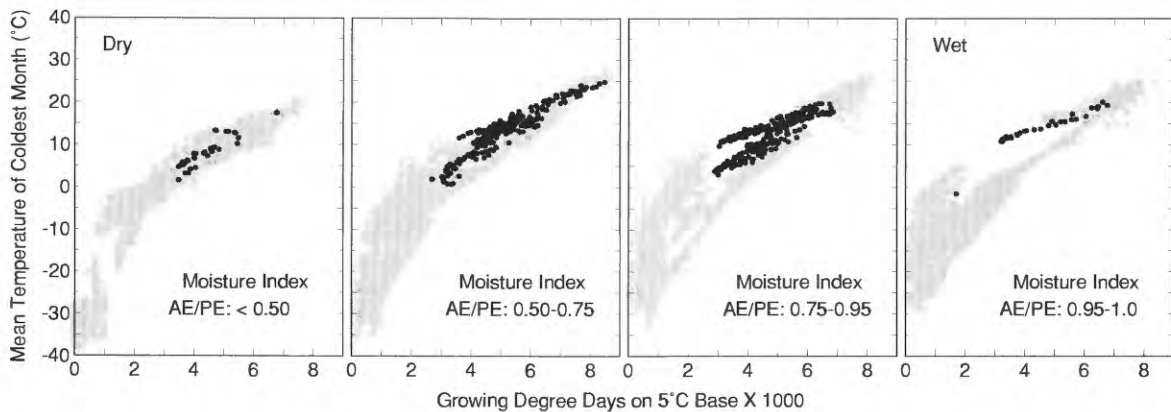 Mean Temperature of Coldest Month (°C)
40
30
20
10
0
-10
-20
-30
-40
Dry
Wet
Moisture Index
AE/PE: < 0.50
Moisture Index
AE/PE: 0.50-0.75
Moisture Index
AE/PE: 0.75-0.95
Moisture Index
AE/PE: 0.95-1.0
0 2 4 6 8 0 2 4 6 8 0 2 4 6 8 0 2 4 6 8
Growing Degree Days on 5°C Base X 1000